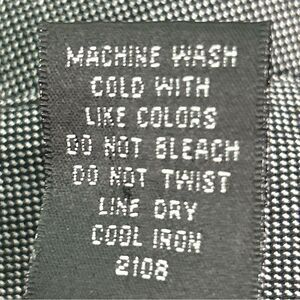 MACHINE WASH
COLD WITH
LIKE COLORS
DO NOT BLEACH
DO NOT TWIST
LINE DRY
COOL IRON
2108